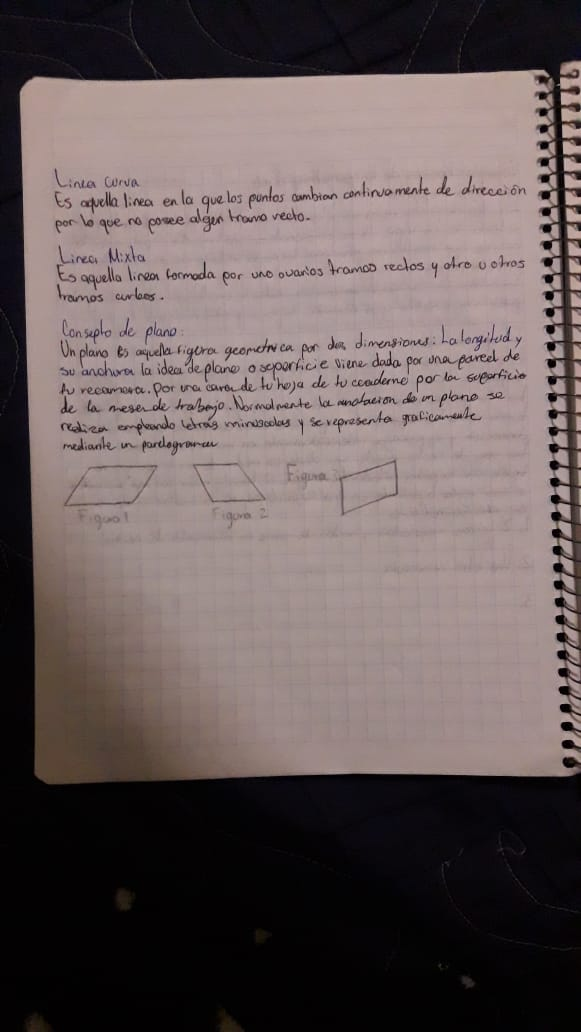 Linea Curva
Es aquella linea en la que los puntos cambian continuamente de dirección
por lo que no posee algen tramo recto.
Linea Mixta
Es aquella linea formada por uno ovarios tramos rectos y otro u otros
tramos curbos.
Consepto de plano:
Un plano es aquella figura geometrica por dos dimensiones: La longitud y
su anchura la idea de plano o superficie viene dada por una pareel de
tu recamara. Por una cara de tu hoja de tu ccaderno por la superficie
de la mesa de trabajo. Normalmente la anotacion de un plano se
realiza empleando letras minusculas y se representa graficamente
mediante un parelogramo
Figua 1
Figura 2
Figura